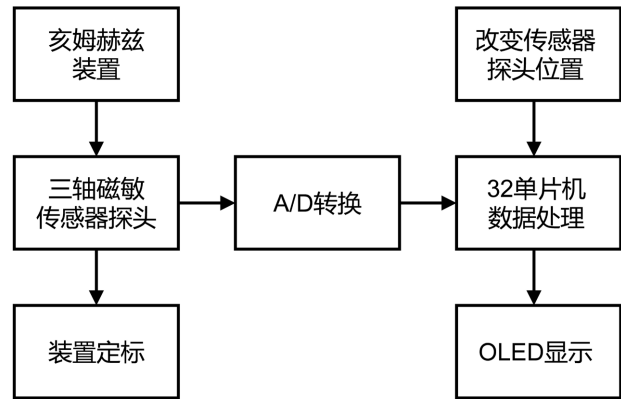 亥姆赫兹
装置
改变传感器
探头位置
三轴磁敏
传感器探头
A/D转换
32单片机
数据处理
装置定标
OLED显示